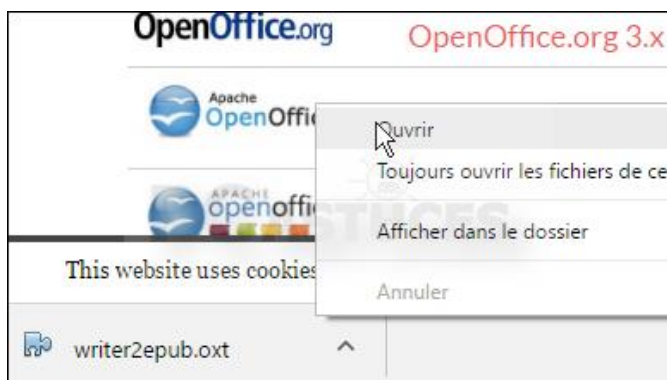 OpenOffice.org
OpenOffice.org 3.x
Apache
OpenOffi
Ouvrir
Toujours ouvrir les fichiers de ce
APACHE
openoffi
Afficher dans le dossier
This website uses cookies
Annuler
writer2epub.oxt